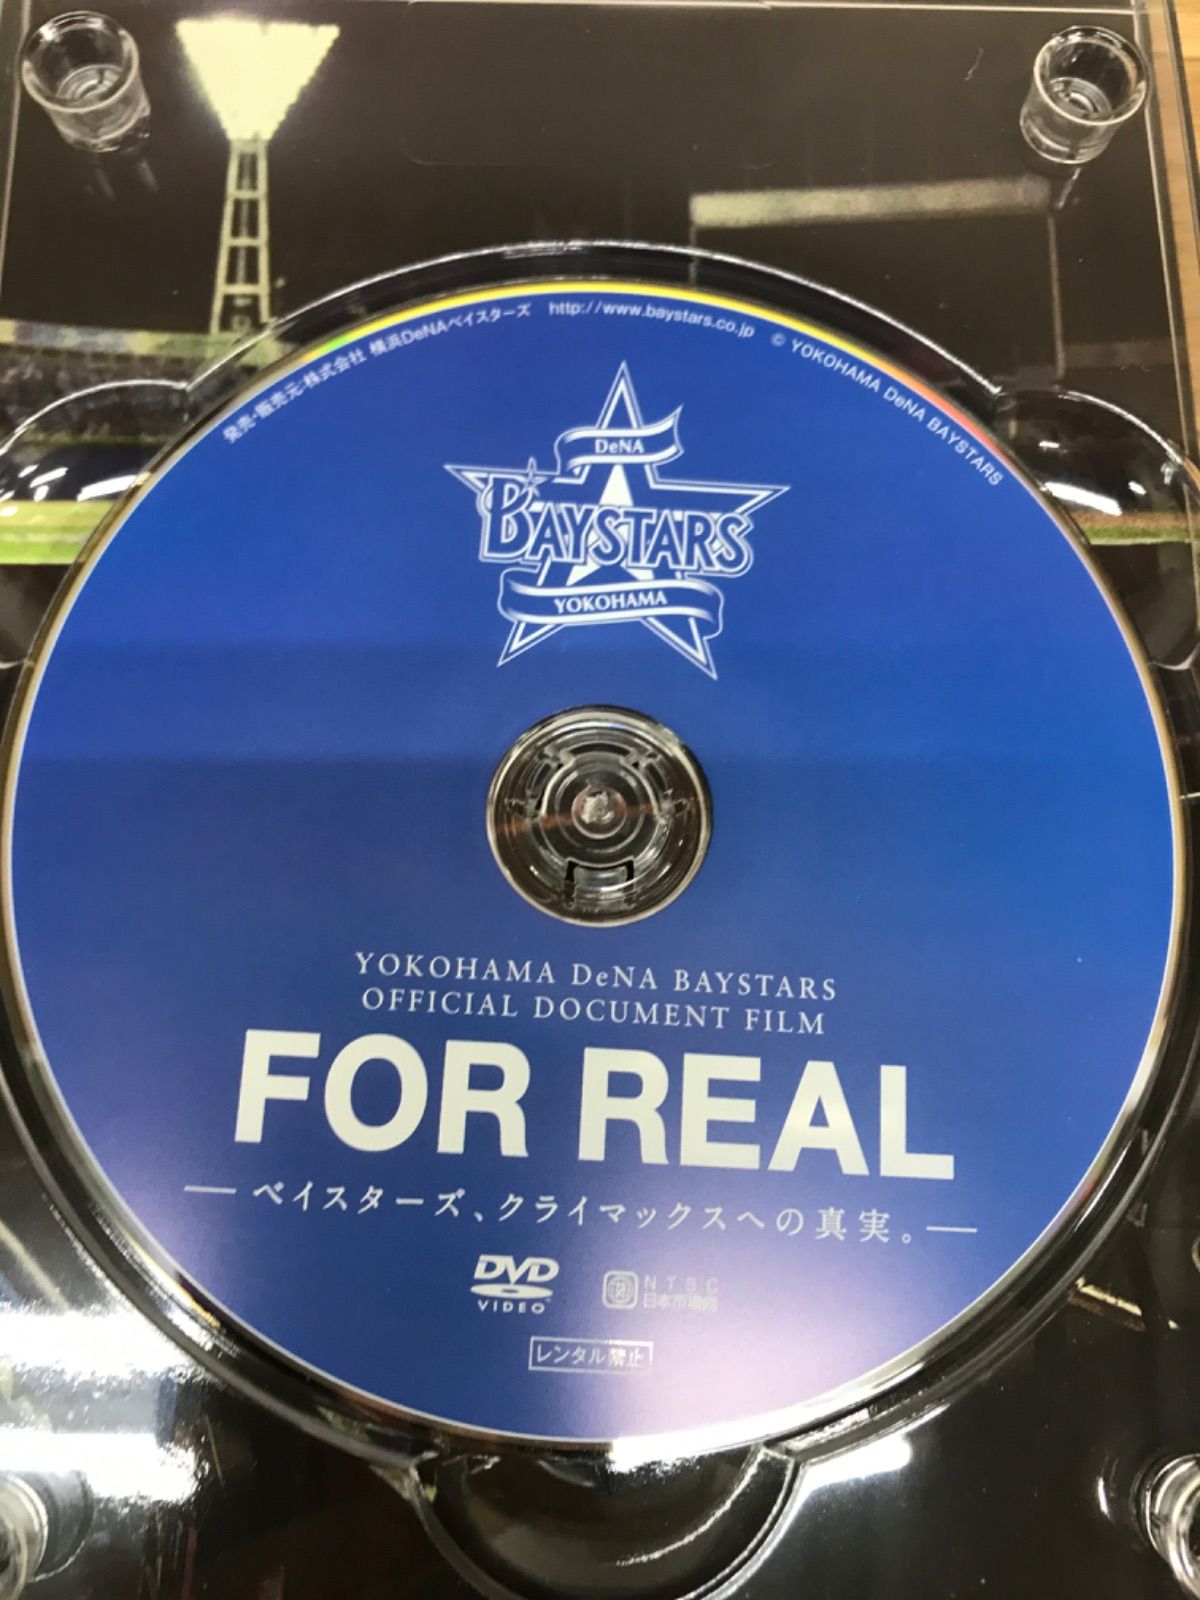 発売・販売元:株式会社 横浜DeNAベイスターズ http://www.baystars.co.jp © YOKOHAMA DeNA BAYSTARS
DeNA
BAYSTARS
YOKOHAMA
YOKOHAMA DeNA BAYSTARS
OFFICIAL DOCUMENT FILM
FOR REAL
— ベイスターズ、クライマックスへの真実。—
DVD
VIDEO
2
NTSC
日本市場向
レンタル禁止